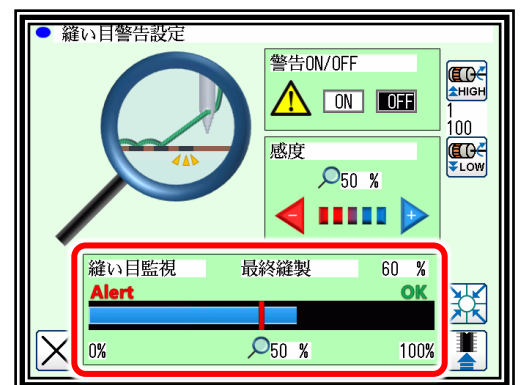 縫い目警告設定
警告ON/OFF
ON OFF
HIGH
1
100
LOW
感度
50 %
縫い目監視 最終縫製 60 %
Alert OK
0% 50 % 100%